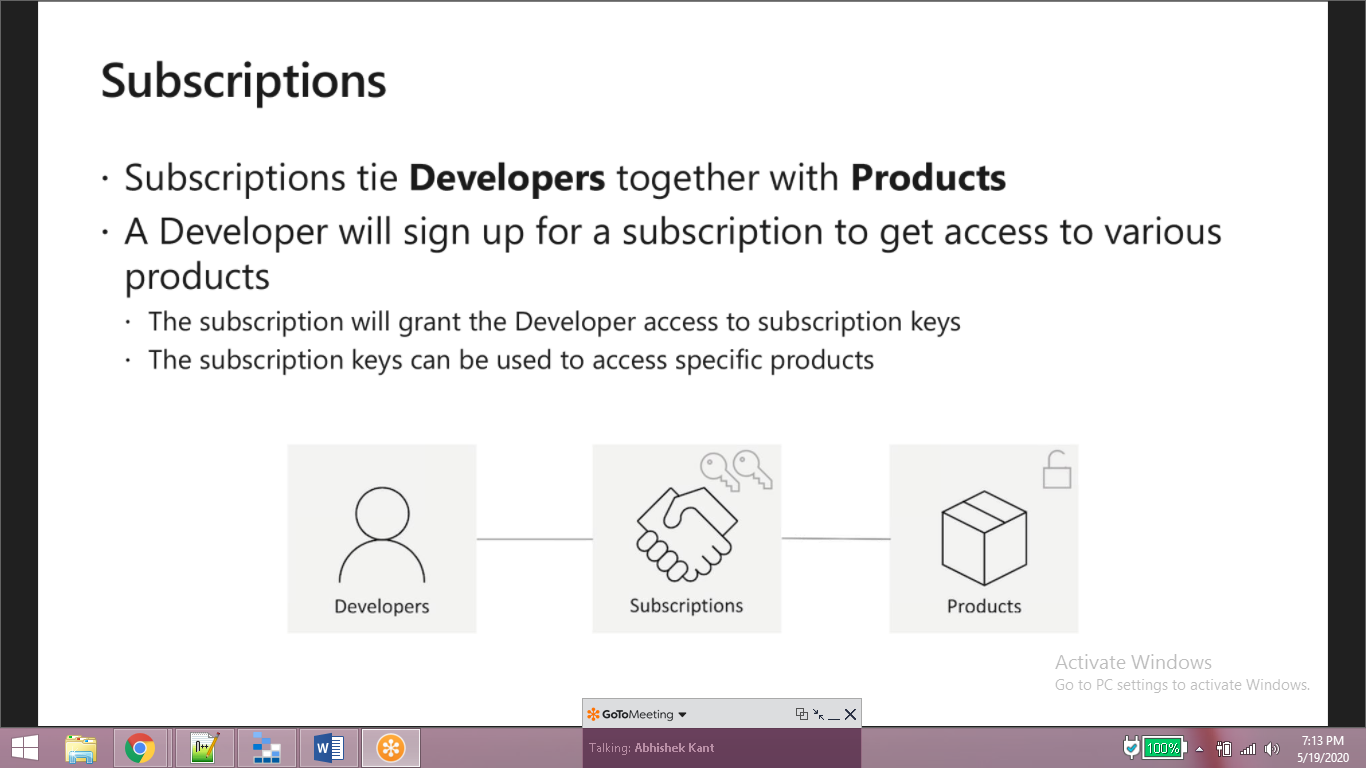 Subscriptions
· Subscriptions tie Developers together with Products
· A Developer will sign up for a subscription to get access to various
products
· The subscription will grant the Developer access to subscription keys
· The subscription keys can be used to access specific products
Developers
Subscriptions
Products
Activate Windows
Go to PC settings to activate Windows.
GoToMeeting
Talking: Abhishek Kant
n++
W
100%
7:13 PM
5/19/2020